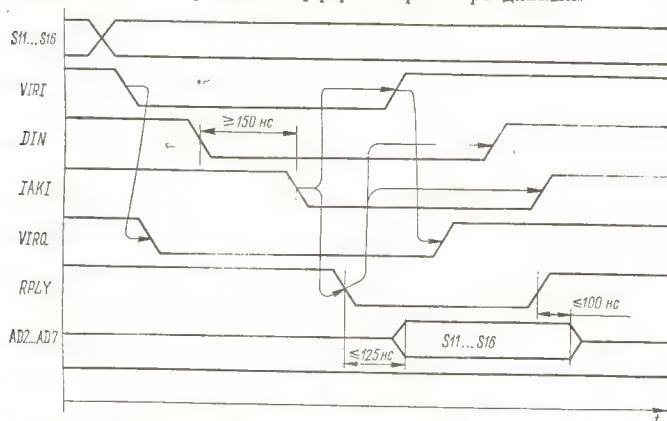 S11...S16
VIRI
DIN
≥150 нс
IAKI
VIRQ
RPLY
≤100 нс
AD2...AD7
S11...S16
≤125 нс
t